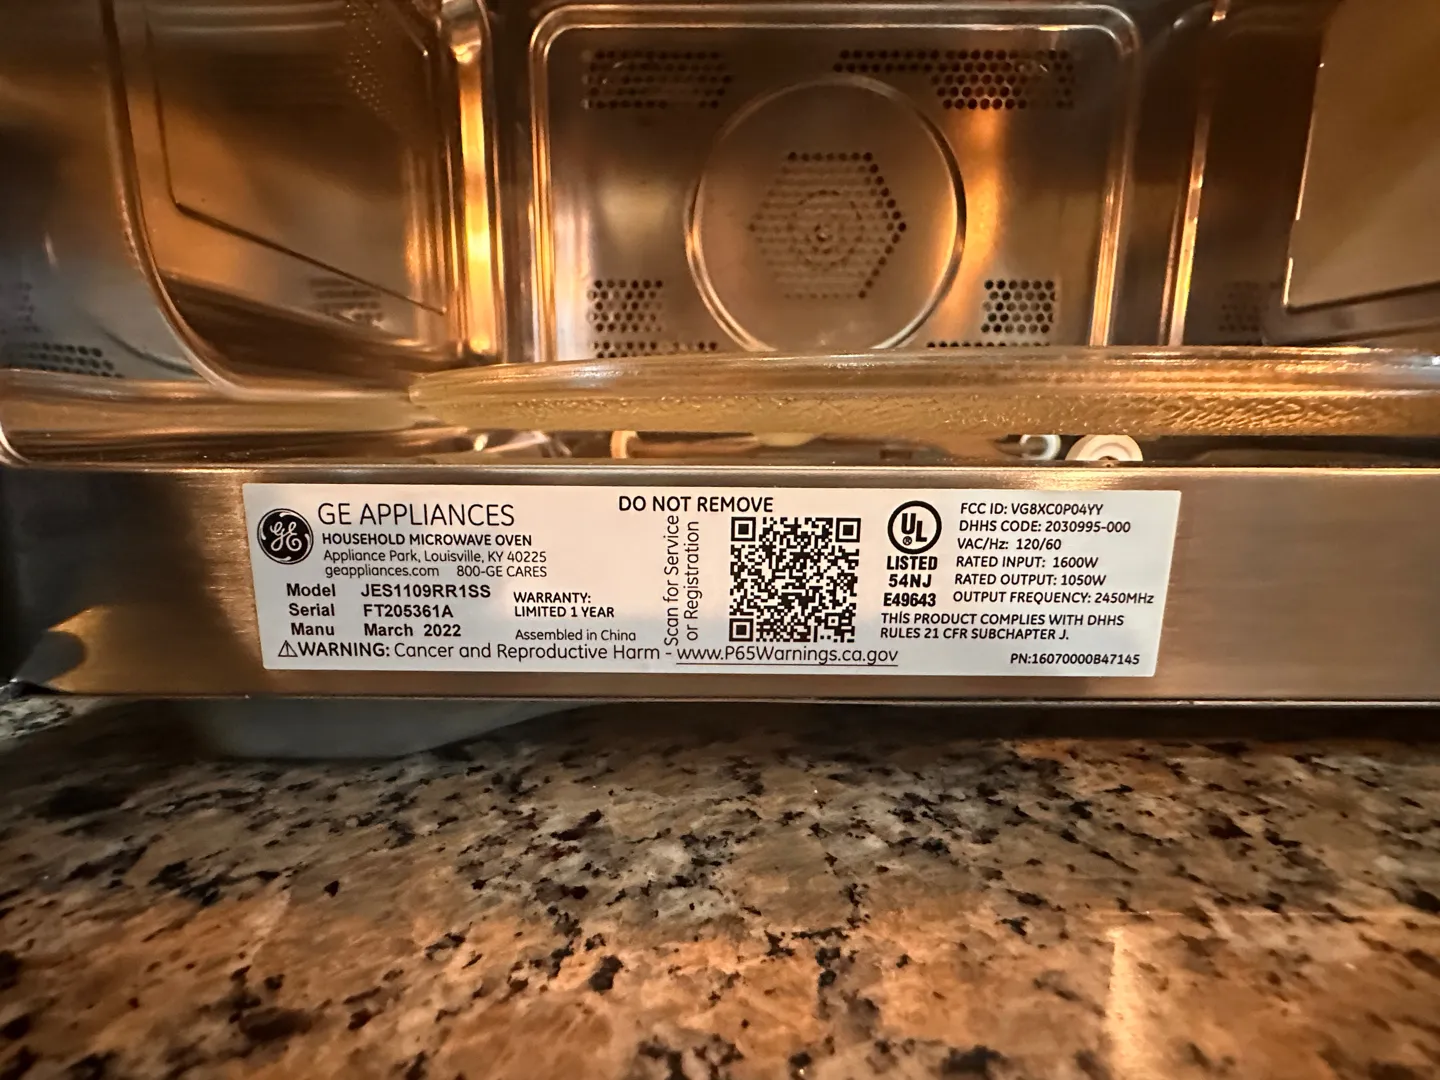 DO NOT REMOVE
GE
GE APPLIANCES
HOUSEHOLD MICROWAVE OVEN
Appliance Park, Louisville, KY 40225
geappliances.com 800-GE CARES
Model JES1109RR1SS
Serial FT205361A
Manu March 2022
WARRANTY:
LIMITED 1 YEAR
Assembled in China
Scan for Service
or Registration
UL
®
LISTED
54NJ
E49643
FCC ID: VG8XC0P04YY
DHHS CODE: 2030995-000
VAC/Hz: 120/60
RATED INPUT: 1600W
RATED OUTPUT: 1050W
OUTPUT FREQUENCY: 2450MHz
THIS PRODUCT COMPLIES WITH DHHS
RULES 21 CFR SUBCHAPTER J.
⚠WARNING: Cancer and Reproductive Harm - www.P65Warnings.ca.gov
PN:16070000B47145